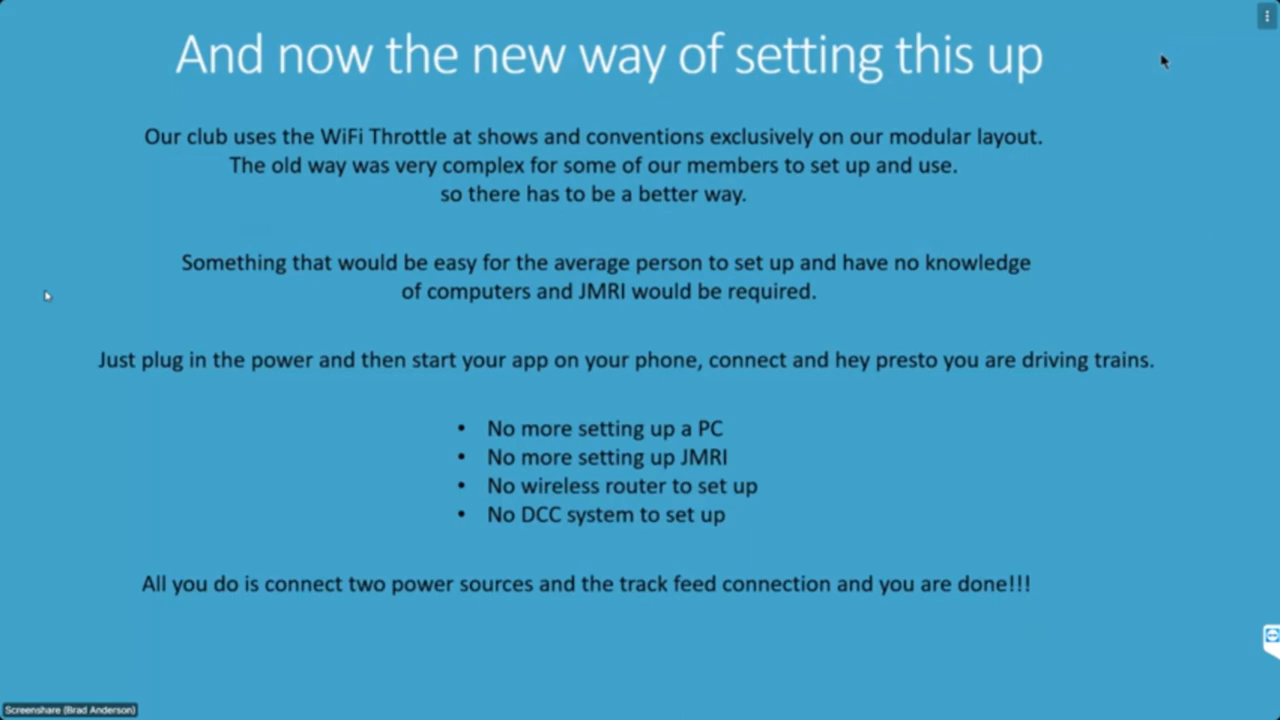 And now the new way of setting this up
Our club uses the WiFi Throttle at shows and conventions exclusively on our modular layout.
The old way was very complex for some of our members to set up and use.
so there has to be a better way.
Something that would be easy for the average person to set up and have no knowledge
of computers and JMRI would be required.
Just plug in the power and then start your app on your phone, connect and hey presto you are driving trains.
• No more setting up a PC
• No more setting up JMRI
• No wireless router to set up
• No DCC system to set up
All you do is connect two power sources and the track feed connection and you are done!!!
Screenshare (Brad Anderson)